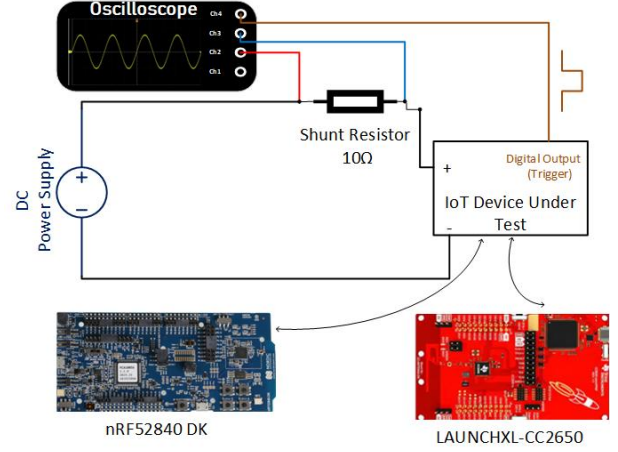 Oscilloscope
Ch4
Ch3
Ch2
Ch1
Shunt Resistor
10Ω
Digital Output
(Trigger)
+
IoT Device Under
Test
-
DC
Power Supply
+
-
nRF52840 DK
LAUNCHXL-CC2650